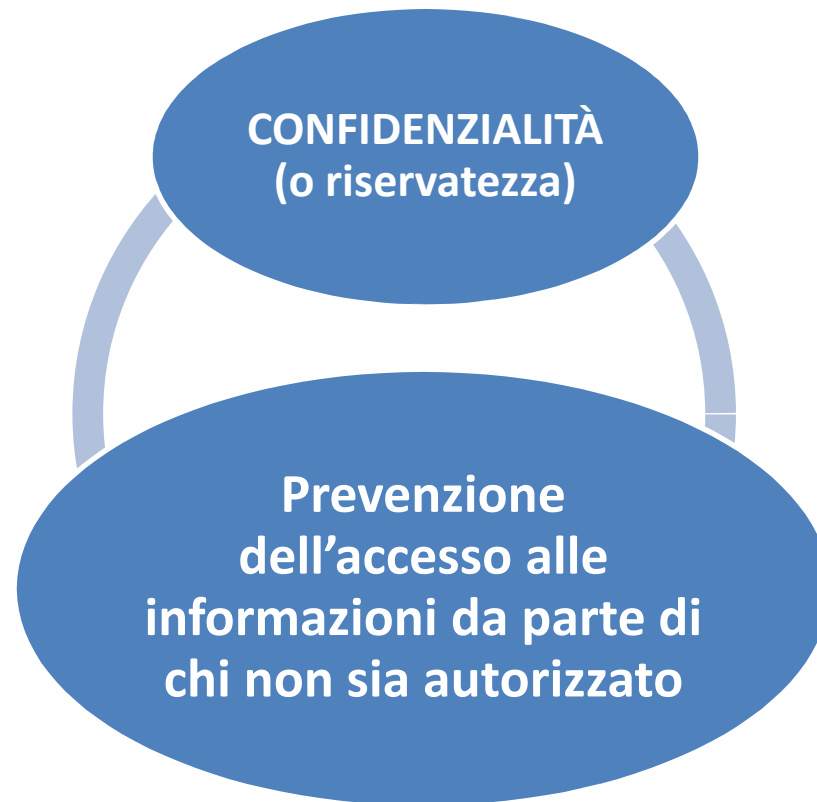 CONFIDENZIALITÀ
(o riservatezza)
Prevenzione
dell’accesso alle
informazioni da parte di
chi non sia autorizzato